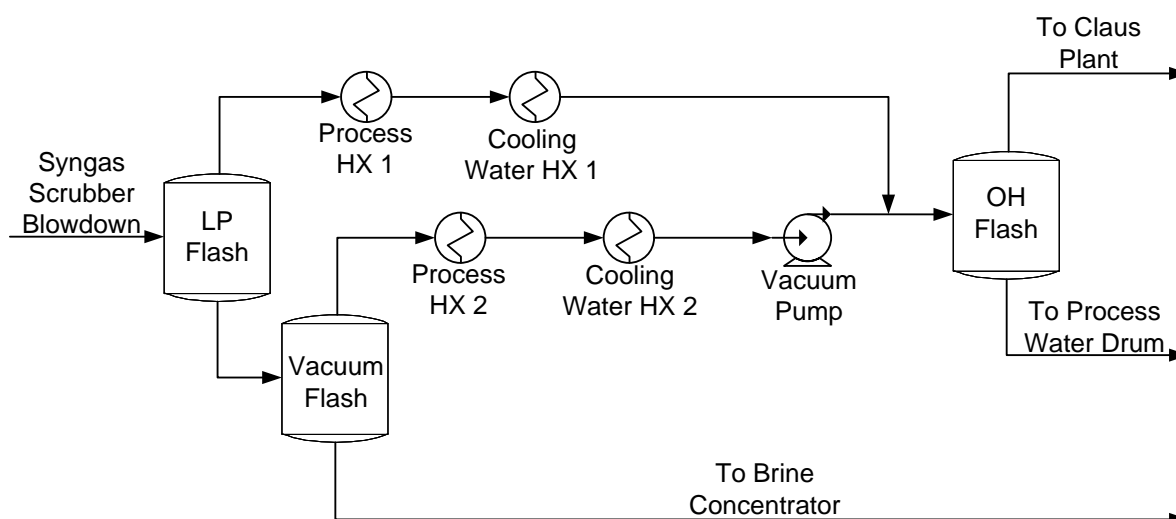 To Claus
Plant
Process
HX 1
Cooling
Water HX 1
Syngas
Scrubber
Blowdown
LP
Flash
OH
Flash
Process
HX 2
Cooling
Water HX 2
Vacuum
Pump
To Process
Water Drum
Vacuum
Flash
To Brine
Concentrator